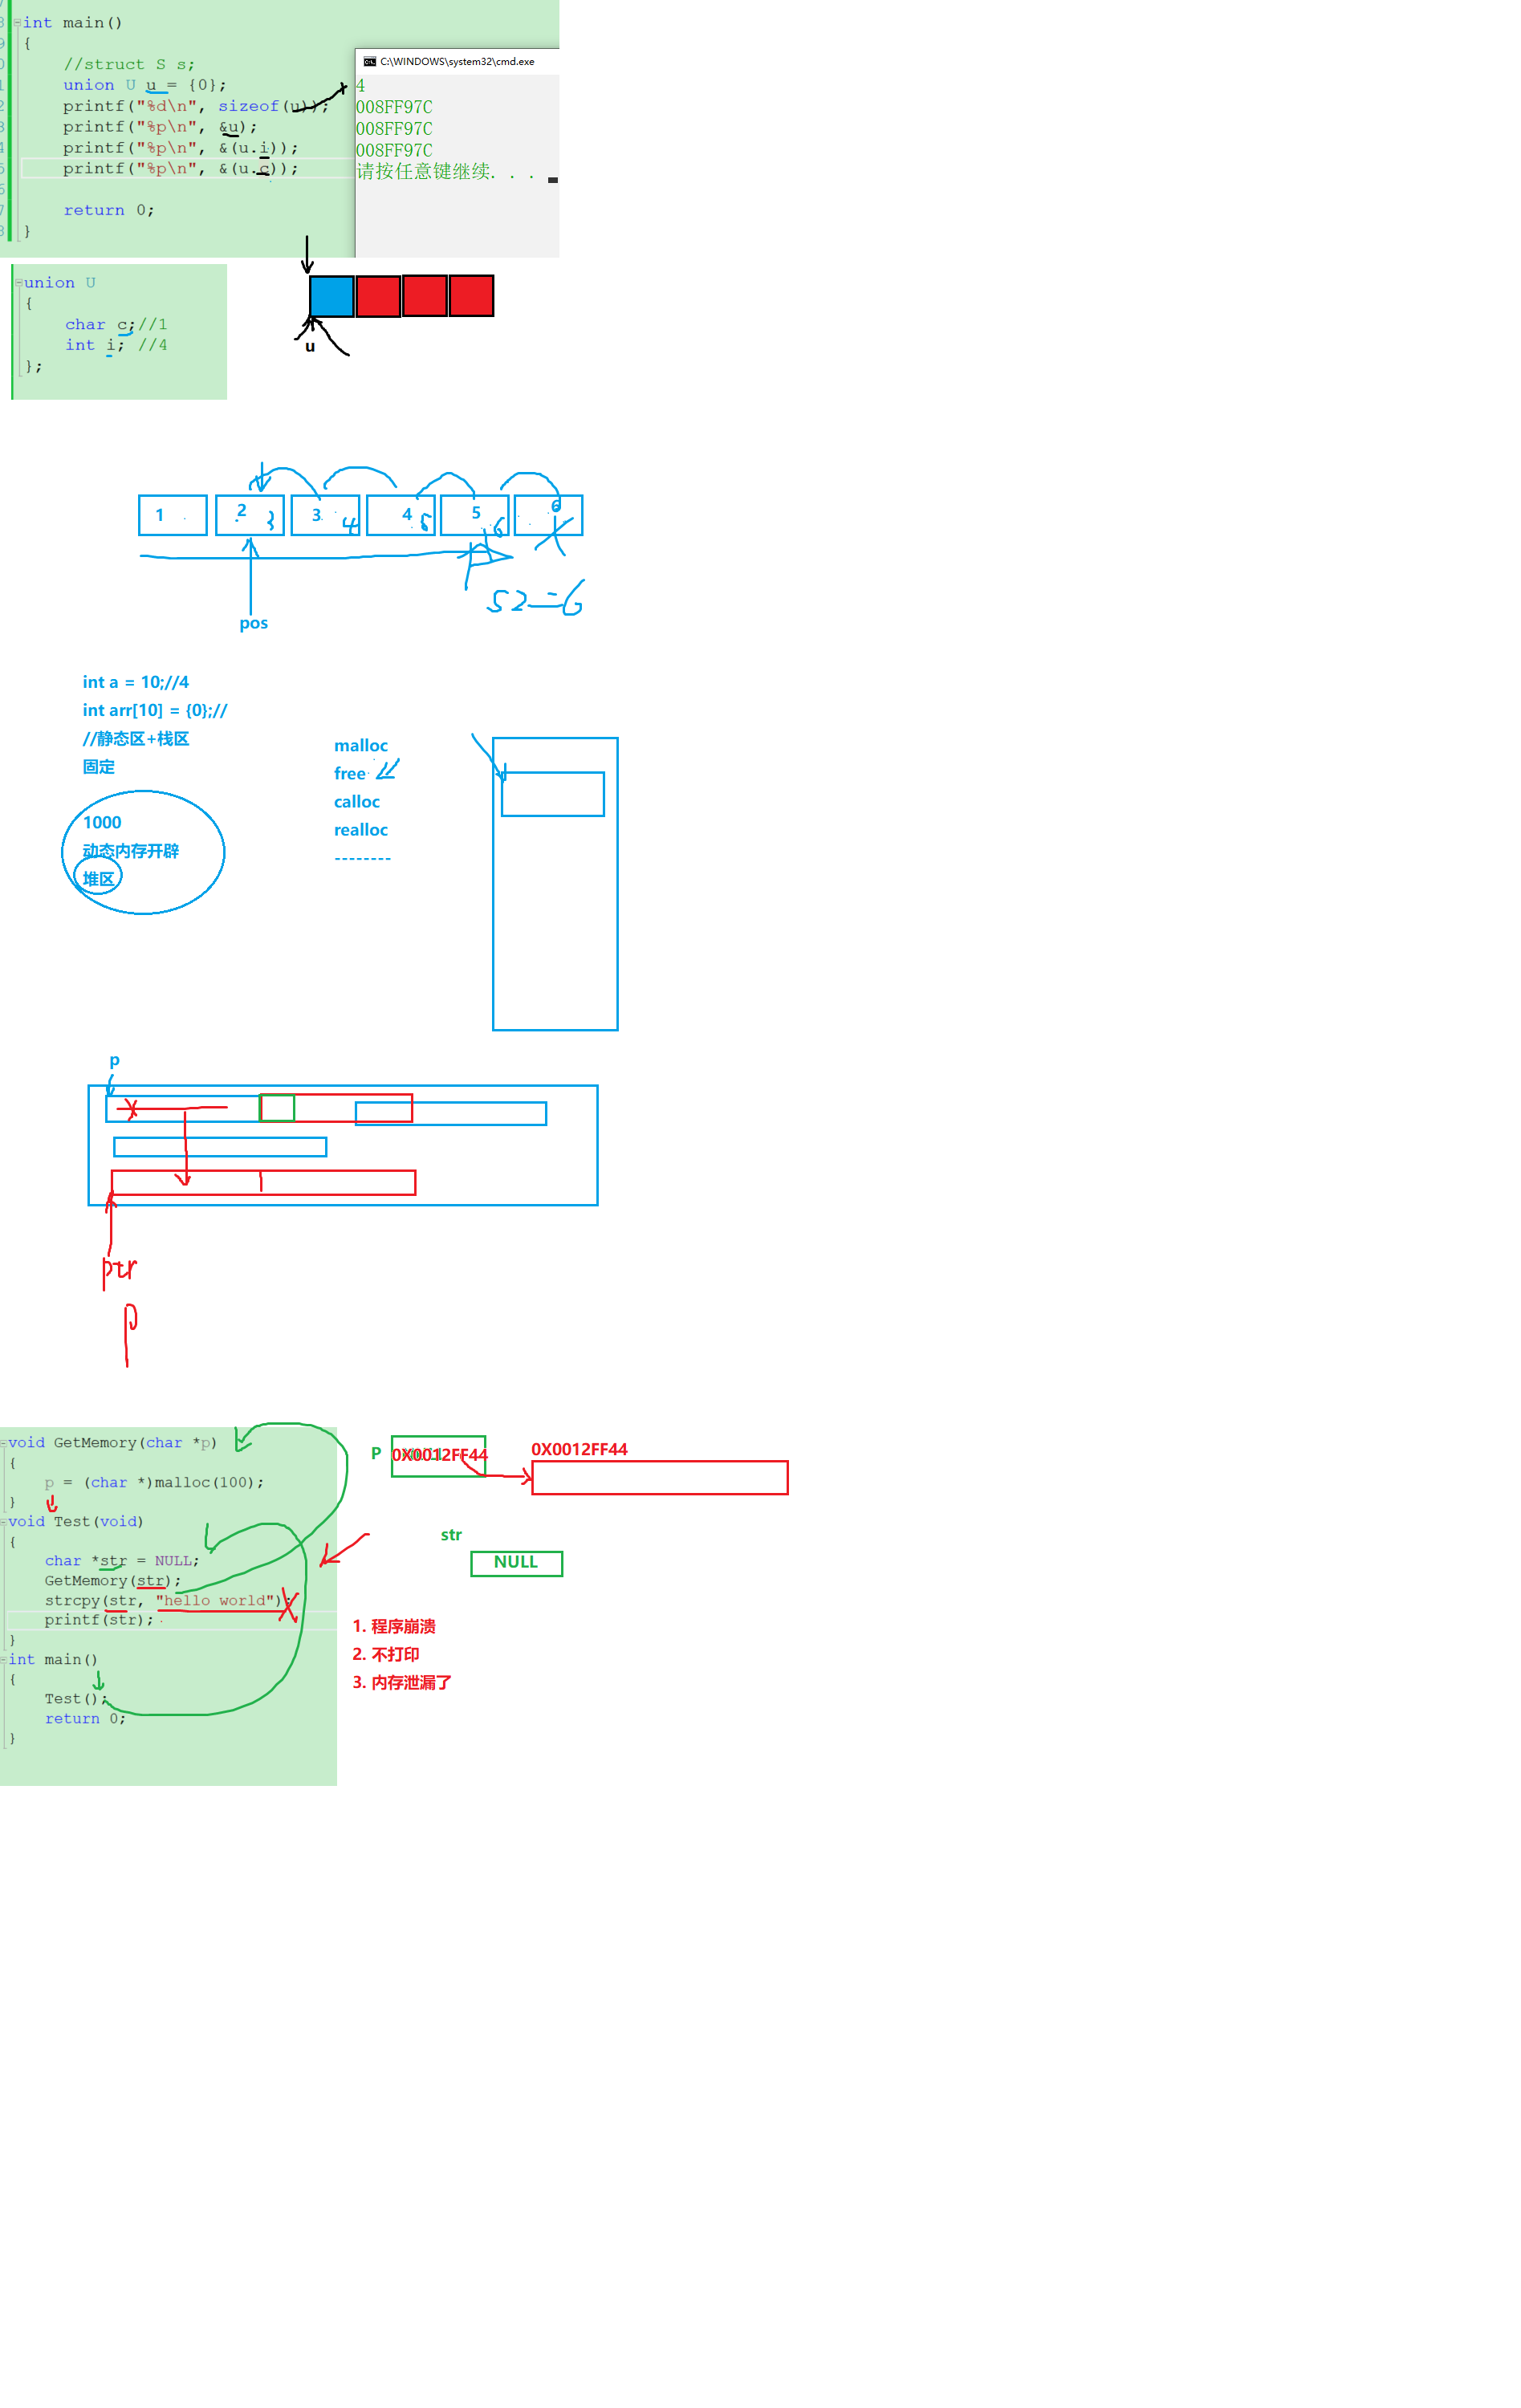 int main()
{
//struct S s;
union U u = {0};
printf("%d\n", sizeof(u));
printf("%p\n", &u);
printf("%p\n", &(u.i));
printf("%p\n", &(u.c));
return 0;
}
C:\WINDOWS\system32\cmd.exe
4
008FF97C
008FF97C
008FF97C
请按任意键继续. . .
union U
{
char c;//1
int i; //4
};
u
1 2 3 4 5 6
3 4 5 6
sz=6
pos
int a = 10;//4
int arr[10] = {0};//
//静态区+栈区
固定
1000
动态内存开辟
堆区
malloc
free
calloc
realloc
--------
p
ptr
p
void GetMemory(char *p)
{
p = (char *)malloc(100);
}
void Test(void)
{
char *str = NULL;
GetMemory(str);
strcpy(str, "hello world");
printf(str);
}
int main()
{
Test();
return 0;
}
P
0X0012FF44
0X0012FF44
str
NULL
1. 程序崩溃
2. 不打印
3. 内存泄漏了